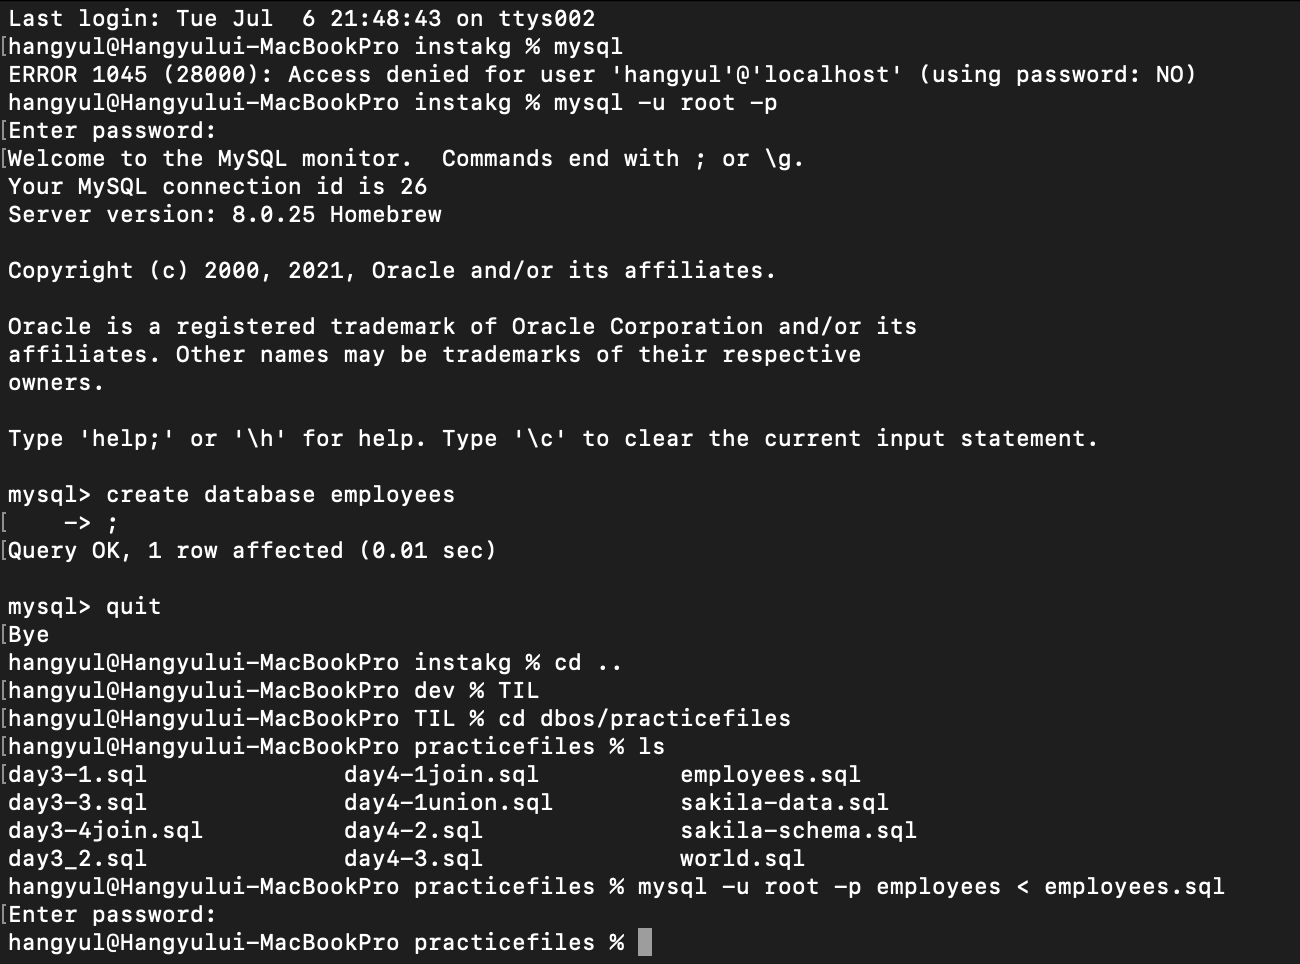 Last login: Tue Jul  6 21:48:43 on ttys002
[hangyul@Hangyului-MacBookPro instakg % mysql
ERROR 1045 (28000): Access denied for user 'hangyul'@'localhost' (using password: NO)
hangyul@Hangyului-MacBookPro instakg % mysql -u root -p
[Enter password:
[Welcome to the MySQL monitor.  Commands end with ; or \g.
Your MySQL connection id is 26
Server version: 8.0.25 Homebrew

Copyright (c) 2000, 2021, Oracle and/or its affiliates.

Oracle is a registered trademark of Oracle Corporation and/or its
affiliates. Other names may be trademarks of their respective
owners.

Type 'help;' or '\h' for help. Type '\c' to clear the current input statement.

mysql> create database employees
[    -> ;
[Query OK, 1 row affected (0.01 sec)

mysql> quit
[Bye
hangyul@Hangyului-MacBookPro instakg % cd ..
[hangyul@Hangyului-MacBookPro dev % TIL
[hangyul@Hangyului-MacBookPro TIL % cd dbos/practicefiles
[hangyul@Hangyului-MacBookPro practicefiles % ls
[day3-1.sql              day4-1join.sql          employees.sql
day3-3.sql              day4-1union.sql         sakila-data.sql
day3-4join.sql          day4-2.sql              sakila-schema.sql
day3_2.sql              day4-3.sql              world.sql
hangyul@Hangyului-MacBookPro practicefiles % mysql -u root -p employees < employees.sql
[Enter password:
hangyul@Hangyului-MacBookPro practicefiles %